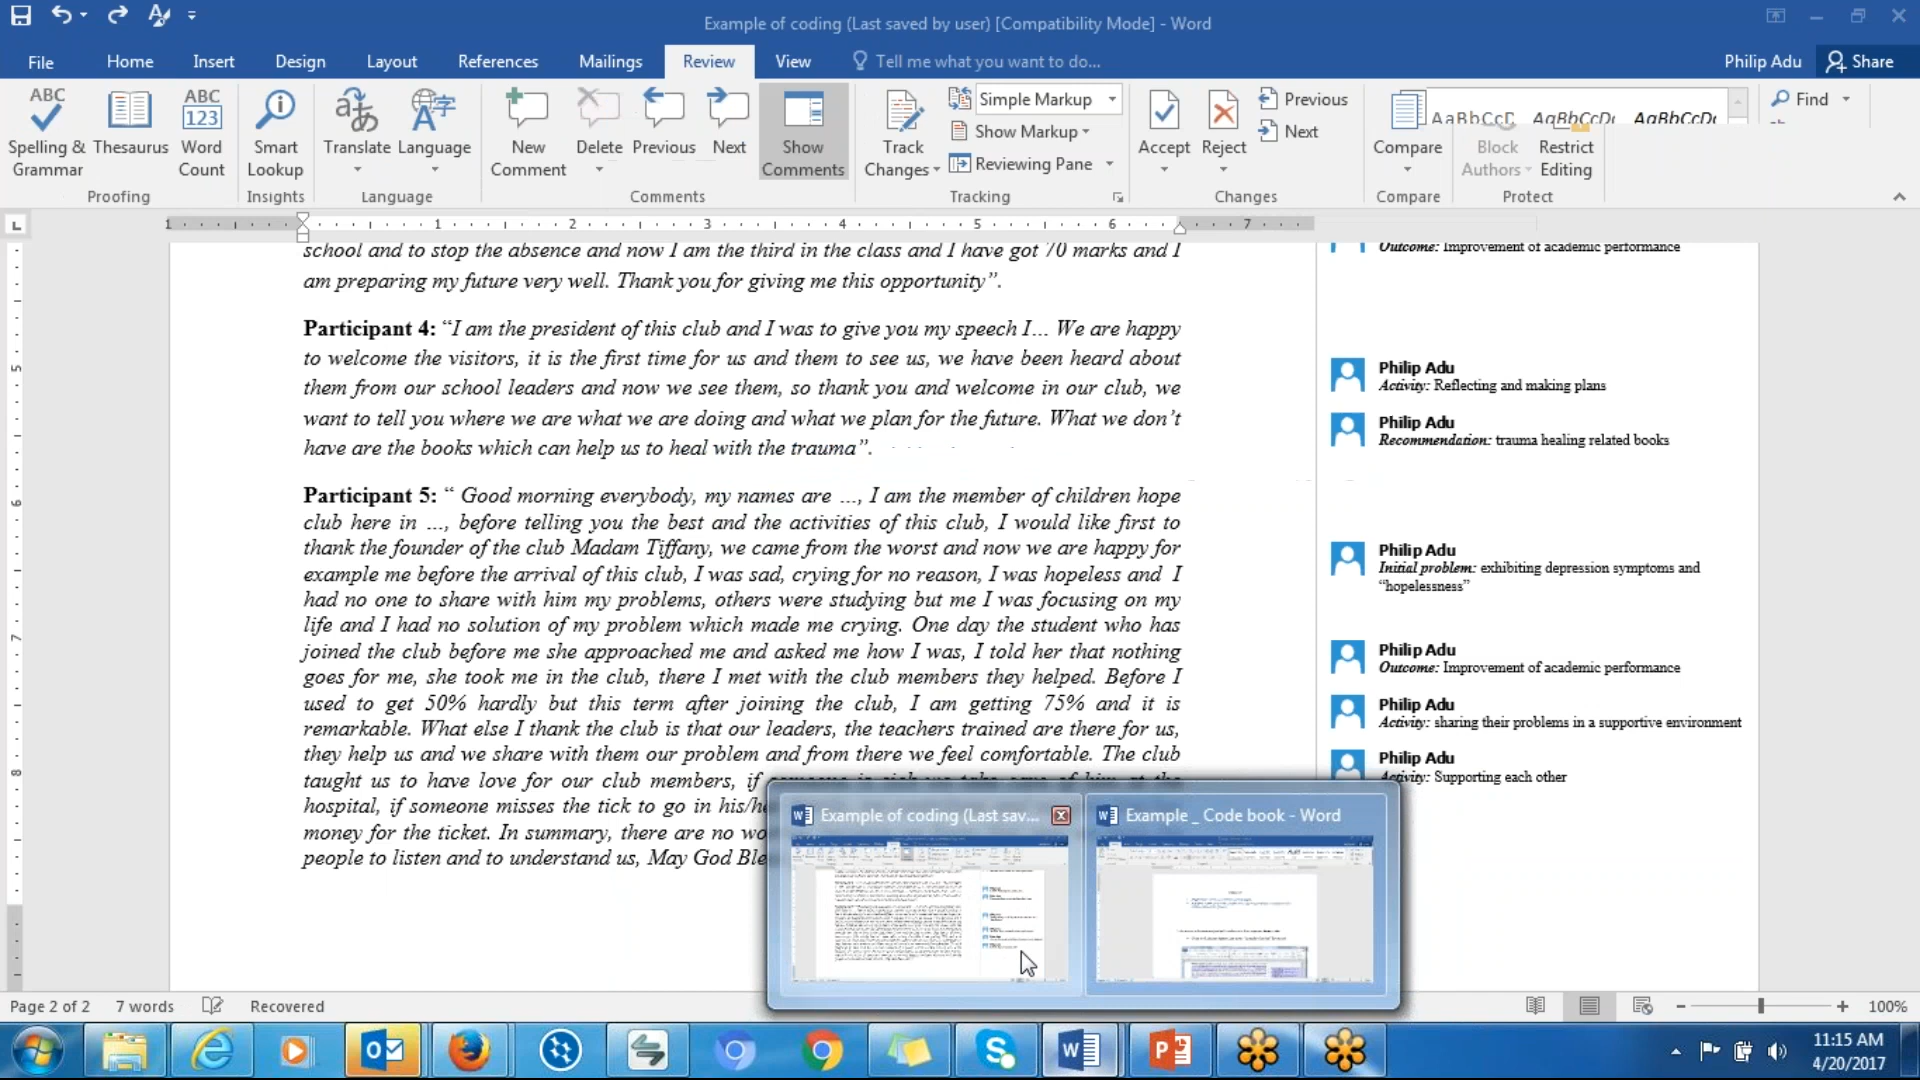 Example of coding (Last saved by user) [Compatibility Mode] - Word
File Home Insert Design Layout References Mailings Review View Tell me what you want to do... Philip Adu Share
ABC Spelling & Grammar
Thesaurus
ABC 123 Word Count
Proofing
Smart Lookup
Insights
Translate
Language
Language
New Comment
Delete
Previous
Next
Show Comments
Comments
Track Changes
Simple Markup
Show Markup
Reviewing Pane
Tracking
Accept
Reject
Previous
Next
Changes
Compare
Compare
Block Authors
Restrict Editing
Protect
AaBbCcD AaBbCcDı AaBbCcDı
Find
1 1 2 3 4 5 6 7
school and to stop the absence and now I am the third in the class and I have got 70 marks and I
am preparing my future very well. Thank you for giving me this opportunity”.
Participant 4: “I am the president of this club and I was to give you my speech I... We are happy
to welcome the visitors, it is the first time for us and them to see us, we have been heard about
them from our school leaders and now we see them, so thank you and welcome in our club, we
want to tell you where we are what we are doing and what we plan for the future. What we don’t
have are the books which can help us to heal with the trauma”.
Participant 5: “ Good morning everybody, my names are ..., I am the member of children hope
club here in ..., before telling you the best and the activities of this club, I would like first to
thank the founder of the club Madam Tiffany, we came from the worst and now we are happy for
example me before the arrival of this club, I was sad, crying for no reason, I was hopeless and I
had no one to share with him my problems, others were studying but me I was focusing on my
life and I had no solution of my problem which made me crying. One day the student who has
joined the club before me she approached me and asked me how I was, I told her that nothing
goes for me, she took me in the club, there I met with the club members they helped. Before I
used to get 50% hardly but this term after joining the club, I am getting 75% and it is
remarkable. What else I thank the club is that our leaders, the teachers trained are there for us,
they help us and we share with them our problem and from there we feel comfortable. The club
taught us to have love for our club members, if someone is sick we take care of him at the
hospital, if someone misses the tick to go in his/he
money for the ticket. In summary, there are no wo
people to listen and to understand us, May God Ble
Outcome: Improvement of academic performance
Philip Adu
Activity: Reflecting and making plans
Philip Adu
Recommendation: trauma healing related books
Philip Adu
Initial problem: exhibiting depression symptoms and
“hopelessness”
Philip Adu
Outcome: Improvement of academic performance
Philip Adu
Activity: sharing their problems in a supportive environment
Philip Adu
Activity: Supporting each other
Example of coding (Last sav...
Example _ Code book - Word
Page 2 of 2 7 words Recovered 100%
11:15 AM
4/20/2017